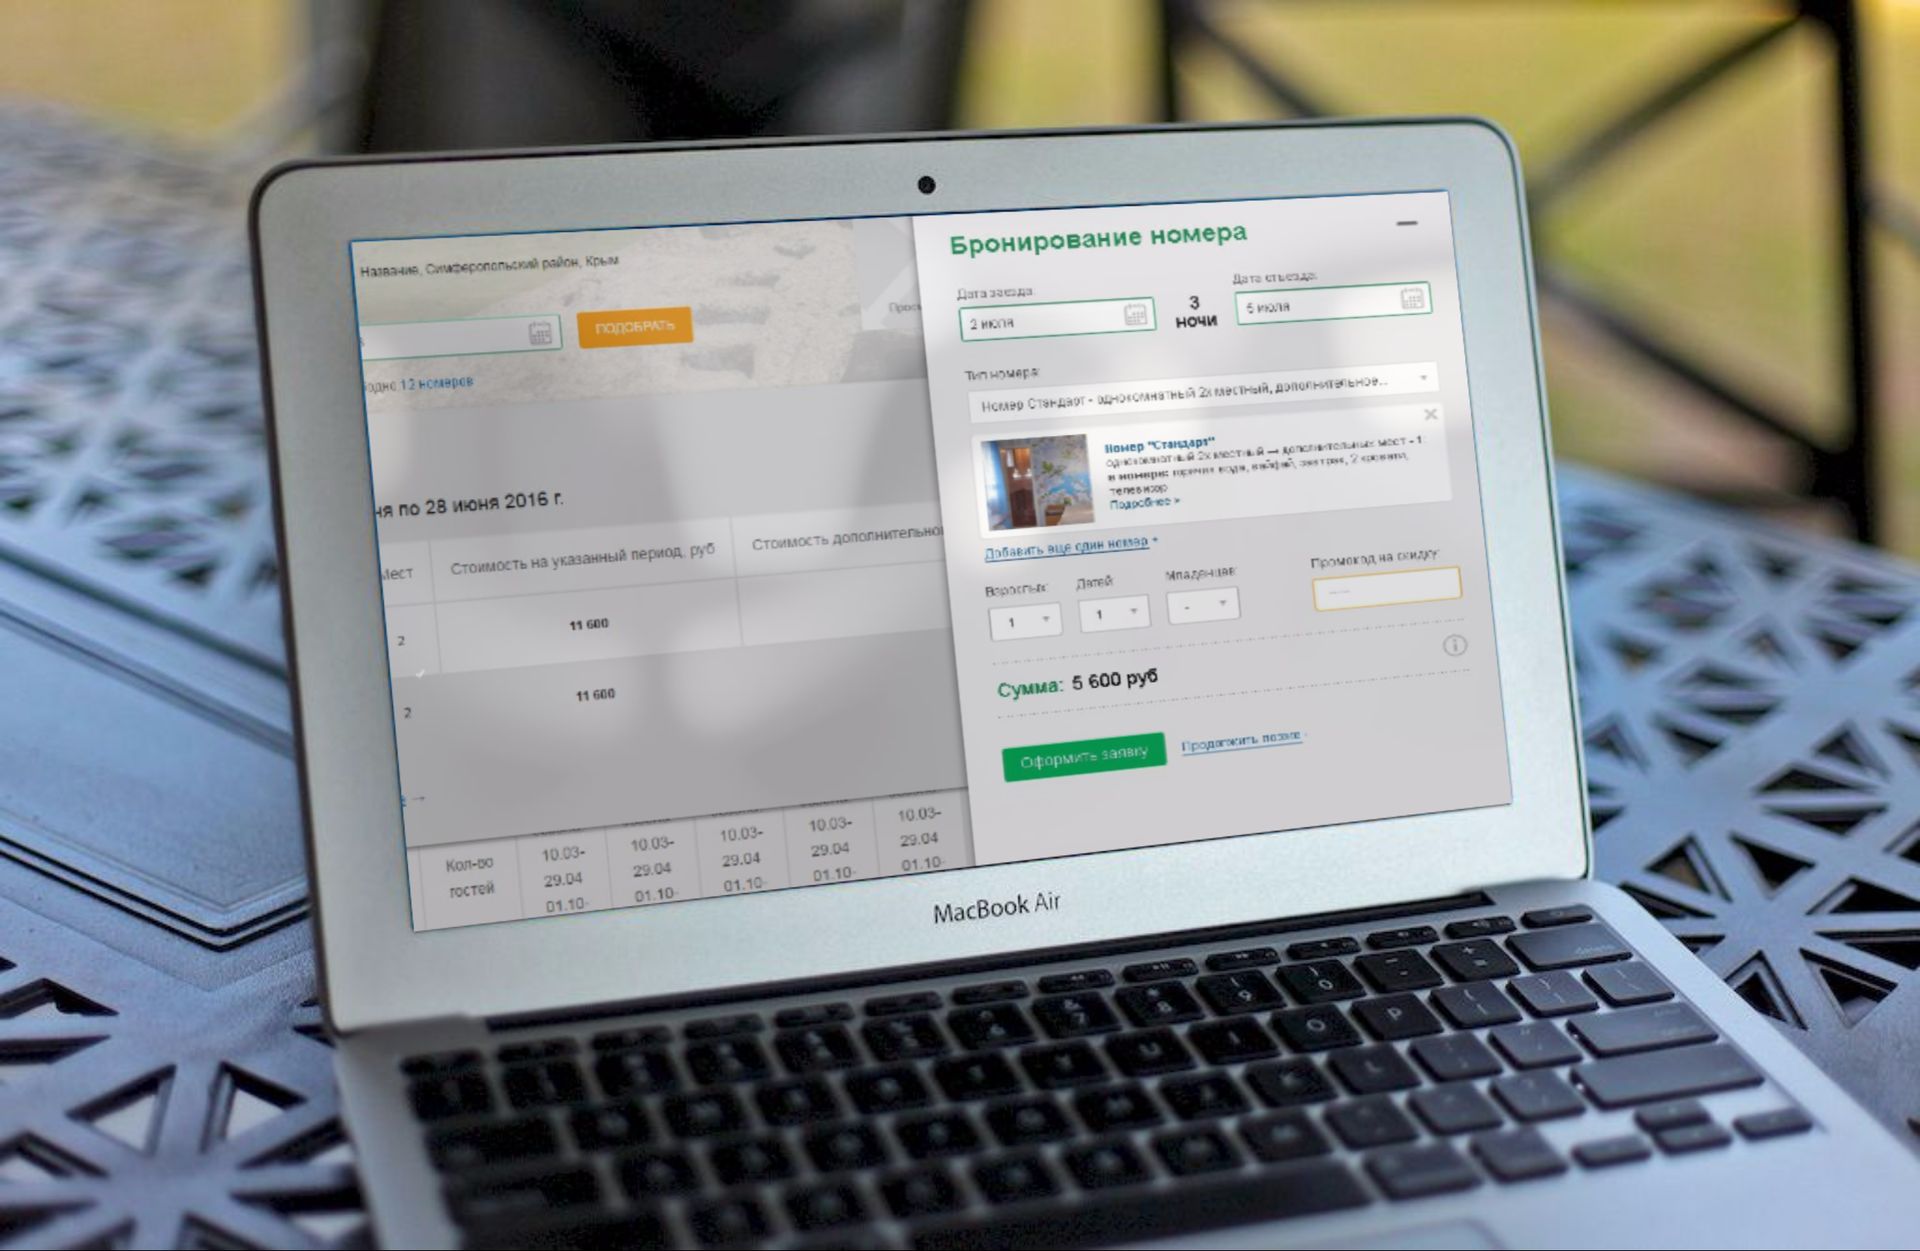 Название, Симферопольский район, Крым
ПОДОБРАТЬ
12 номеров
ня по 28 июня 2016 г.
Мест
Стоимость на указанный период, руб
Стоимость дополнительно
2
11 600
2
11 600
Кол-во
гостей
10.03-
29.04
01.10-
10.03-
29.04
01.10-
10.03-
29.04
01.10-
10.03-
29.04
01.10-
10.03-
29.04
01.10-
Бронирование номера
Дата заезда:
2 июля
3
ночи
Дата отъезда:
5 июля
Тип номера:
Номер Стандарт - однокомнатный 2х местный, дополнительное...
Номер "Стандарт"
однокомнатный 2х местный — дополнительных мест - 1;
в номере: горячая вода, вайфай, завтрак, 2 кровати,
телевизор
Подробнее »
Добавить еще один номер +
Взрослых:
1
Детей:
1
Младенцев:
-
Промокод на скидку:
Сумма: 5 600 руб
Оформить заявку
Продолжить позже
MacBook Air
delete
7
8
9
0
U
I
O
P
K
L